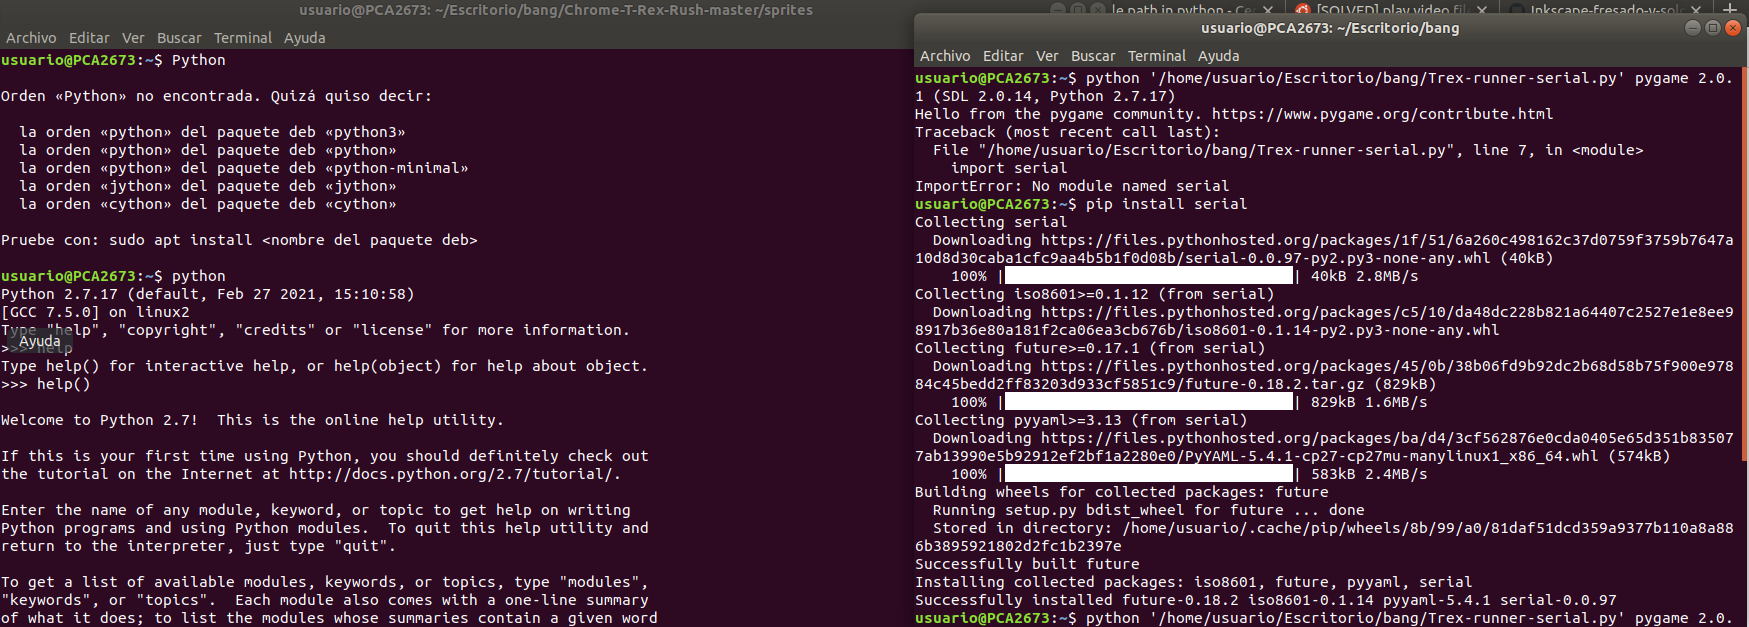 usuario@PCA2673: ~/Escritorio/bang/Chrome-T-Rex-Rush-master/sprites
Archivo Editar Ver Buscar Terminal Ayuda
usuario@PCA2673:~$ Python
Orden «Python» no encontrada. Quizá quiso decir:
la orden «python» del paquete deb «python3»
la orden «python» del paquete deb «python»
la orden «python» del paquete deb «python-minimal»
la orden «jython» del paquete deb «jython»
la orden «cython» del paquete deb «cython»
Pruebe con: sudo apt install <nombre del paquete deb>
usuario@PCA2673:~$ python
Python 2.7.17 (default, Feb 27 2021, 15:10:58)
[GCC 7.5.0] on linux2
Type "help", "copyright", "credits" or "license" for more information.
>>> help
Ayuda
Type help() for interactive help, or help(object) for help about object.
>>> help()
Welcome to Python 2.7!  This is the online help utility.
If this is your first time using Python, you should definitely check out
the tutorial on the Internet at http://docs.python.org/2.7/tutorial/.
Enter the name of any module, keyword, or topic to get help on writing
Python programs and using Python modules.  To quit this help utility and
return to the interpreter, just type "quit".
To get a list of available modules, keywords, or topics, type "modules",
"keywords", or "topics".  Each module also comes with a one-line summary
of what it does; to list the modules whose summaries contain a given word
le path in python - [SOLVED] play video Inkscape-fresado-y-
usuario@PCA2673: ~/Escritorio/bang
Archivo Editar Ver Buscar Terminal Ayuda
usuario@PCA2673:~$ python '/home/usuario/Escritorio/bang/Trex-runner-serial.py' pygame 2.0.
1 (SDL 2.0.14, Python 2.7.17)
Hello from the pygame community. https://www.pygame.org/contribute.html
Traceback (most recent call last):
File "/home/usuario/Escritorio/bang/Trex-runner-serial.py", line 7, in <module>
import serial
ImportError: No module named serial
usuario@PCA2673:~$ pip install serial
Collecting serial
Downloading https://files.pythonhosted.org/packages/1f/51/6a260c498162c37d0759f3759b7647a
10d8d30caba1cfc9aa4b5b1f0d08b/serial-0.0.97-py2.py3-none-any.whl (40kB)
100% | | 40kB 2.8MB/s
Collecting iso8601>=0.1.12 (from serial)
Downloading https://files.pythonhosted.org/packages/c5/10/da48dc228b821a64407c2527e1e8ee9
8917b36e80a181f2ca06ea3cb676b/iso8601-0.1.14-py2.py3-none-any.whl
Collecting future>=0.17.1 (from serial)
Downloading https://files.pythonhosted.org/packages/45/0b/38b06fd9b92dc2b68d58b75f900e978
84c45bedd2ff83203d933cf5851c9/future-0.18.2.tar.gz (829kB)
100% | | 829kB 1.6MB/s
Collecting pyyaml>=3.13 (from serial)
Downloading https://files.pythonhosted.org/packages/ba/d4/3cf562876e0cda0405e65d351b83507
7ab13990e5b92912ef2bf1a2280e0/PyYAML-5.4.1-cp27-cp27mu-manylinux1_x86_64.whl (574kB)
100% | | 583kB 2.4MB/s
Building wheels for collected packages: future
Running setup.py bdist_wheel for future ... done
Stored in directory: /home/usuario/.cache/pip/wheels/8b/99/a0/81daf51dcd359a9377b110a8a88
6b3895921802d2fc1b2397e
Successfully built future
Installing collected packages: iso8601, future, pyyaml, serial
Successfully installed future-0.18.2 iso8601-0.1.14 pyyaml-5.4.1 serial-0.0.97
usuario@PCA2673:~$ python '/home/usuario/Escritorio/bang/Trex-runner-serial.py' pygame 2.0.